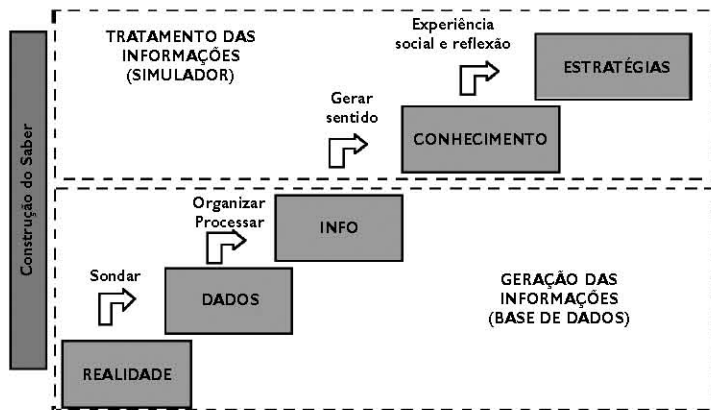 Construção do Saber
TRATAMENTO DAS
INFORMAÇÕES
(SIMULADOR)
Experiência
social e reflexão
ESTRATÉGIAS
Gerar
sentido
CONHECIMENTO
Organizar
Processar
INFO
Sondar
DADOS
GERAÇÃO DAS
INFORMAÇÕES
(BASE DE DADOS)
REALIDADE